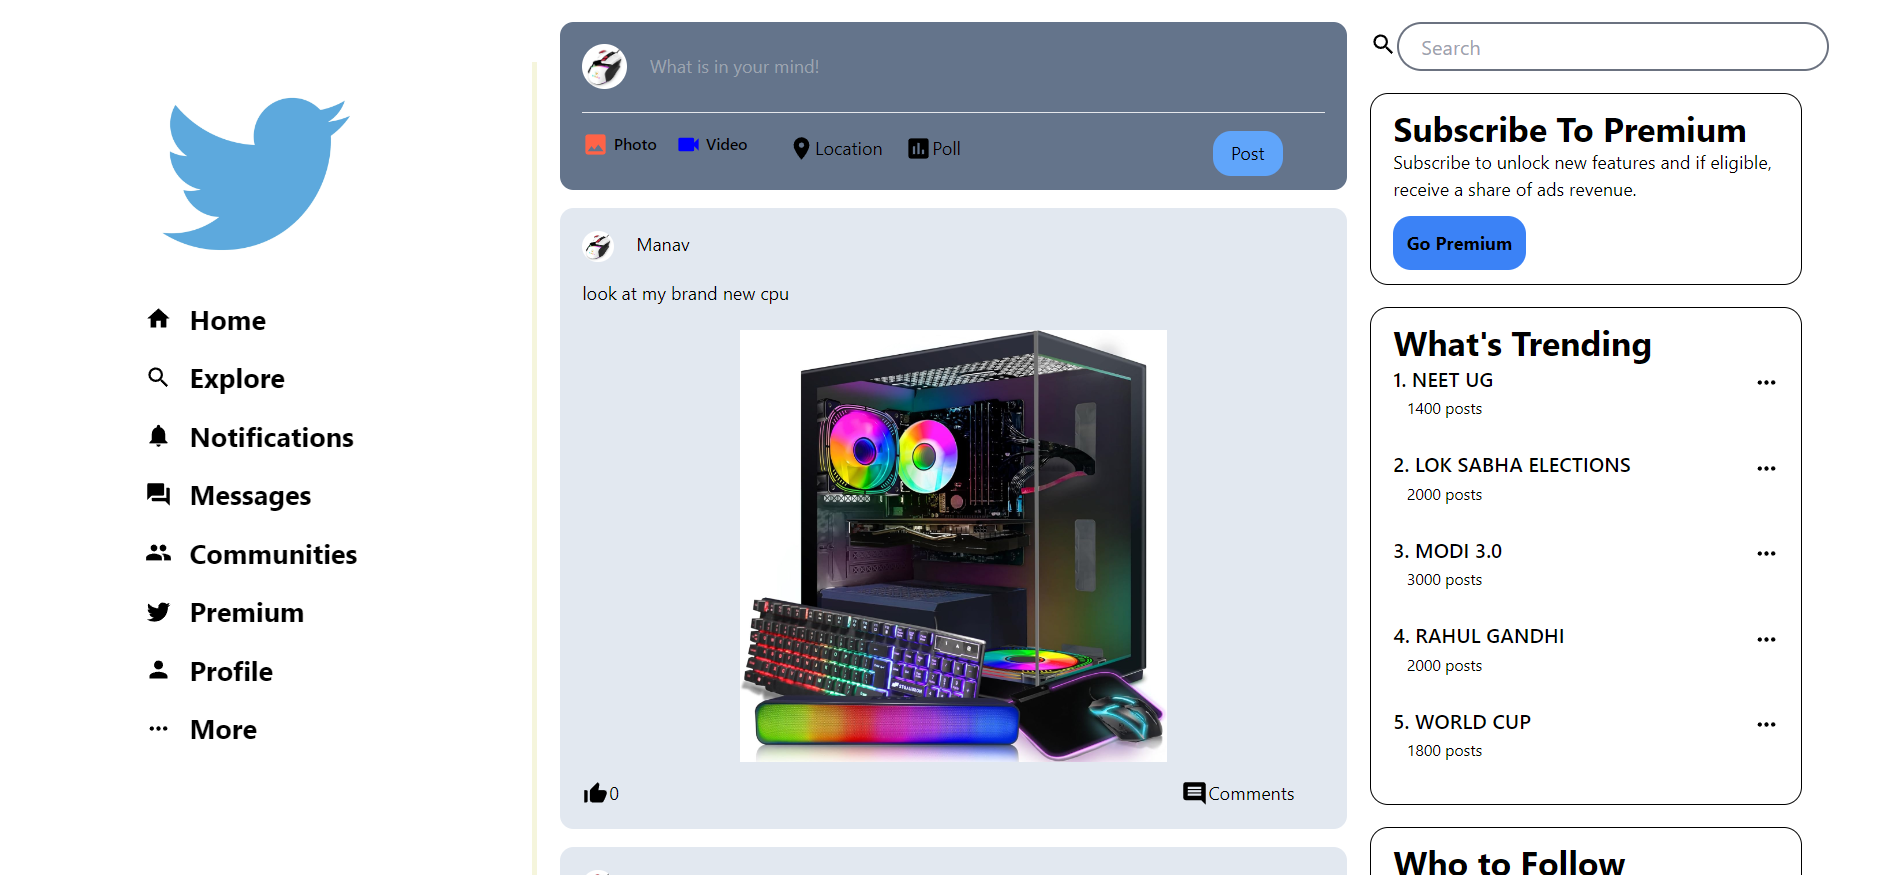 Home
Explore
Notifications
Messages
Communities
Premium
Profile
More
What is in your mind!
Photo Video Location Poll Post
Manav
look at my brand new cpu
0 Comments
Search
Subscribe To Premium
Subscribe to unlock new features and if eligible,
receive a share of ads revenue.
Go Premium
What's Trending
1. NEET UG
1400 posts
2. LOK SABHA ELECTIONS
2000 posts
3. MODI 3.0
3000 posts
4. RAHUL GANDHI
2000 posts
5. WORLD CUP
1800 posts
Who to Follow